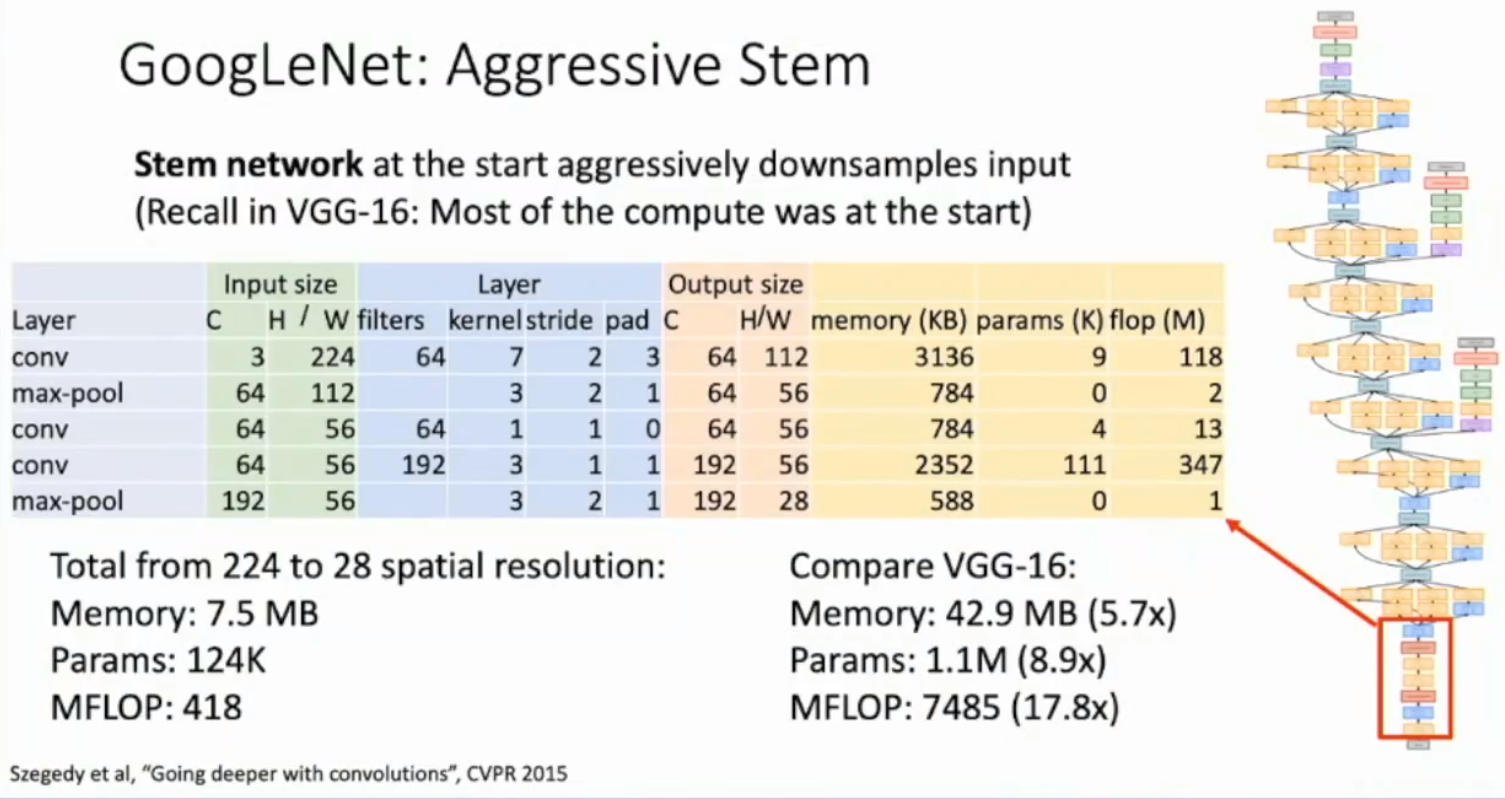 GoogLeNet: Aggressive Stem
Stem network at the start aggressively downsamples input
(Recall in VGG-16: Most of the compute was at the start)
Input size Layer Output size
Layer C H / W filters kernel stride pad C H/W memory (KB) params (K) flop (M)
conv 3 224 64 7 2 3 64 112 3136 9 118
max-pool 64 112 3 2 1 64 56 784 0 2
conv 64 56 64 1 1 0 64 56 784 4 13
conv 64 56 192 3 1 1 192 56 2352 111 347
max-pool 192 56 3 2 1 192 28 588 0 1
Total from 224 to 28 spatial resolution:
Memory: 7.5 MB
Params: 124K
MFLOP: 418
Compare VGG-16:
Memory: 42.9 MB (5.7x)
Params: 1.1M (8.9x)
MFLOP: 7485 (17.8x)
Szegedy et al, “Going deeper with convolutions”, CVPR 2015